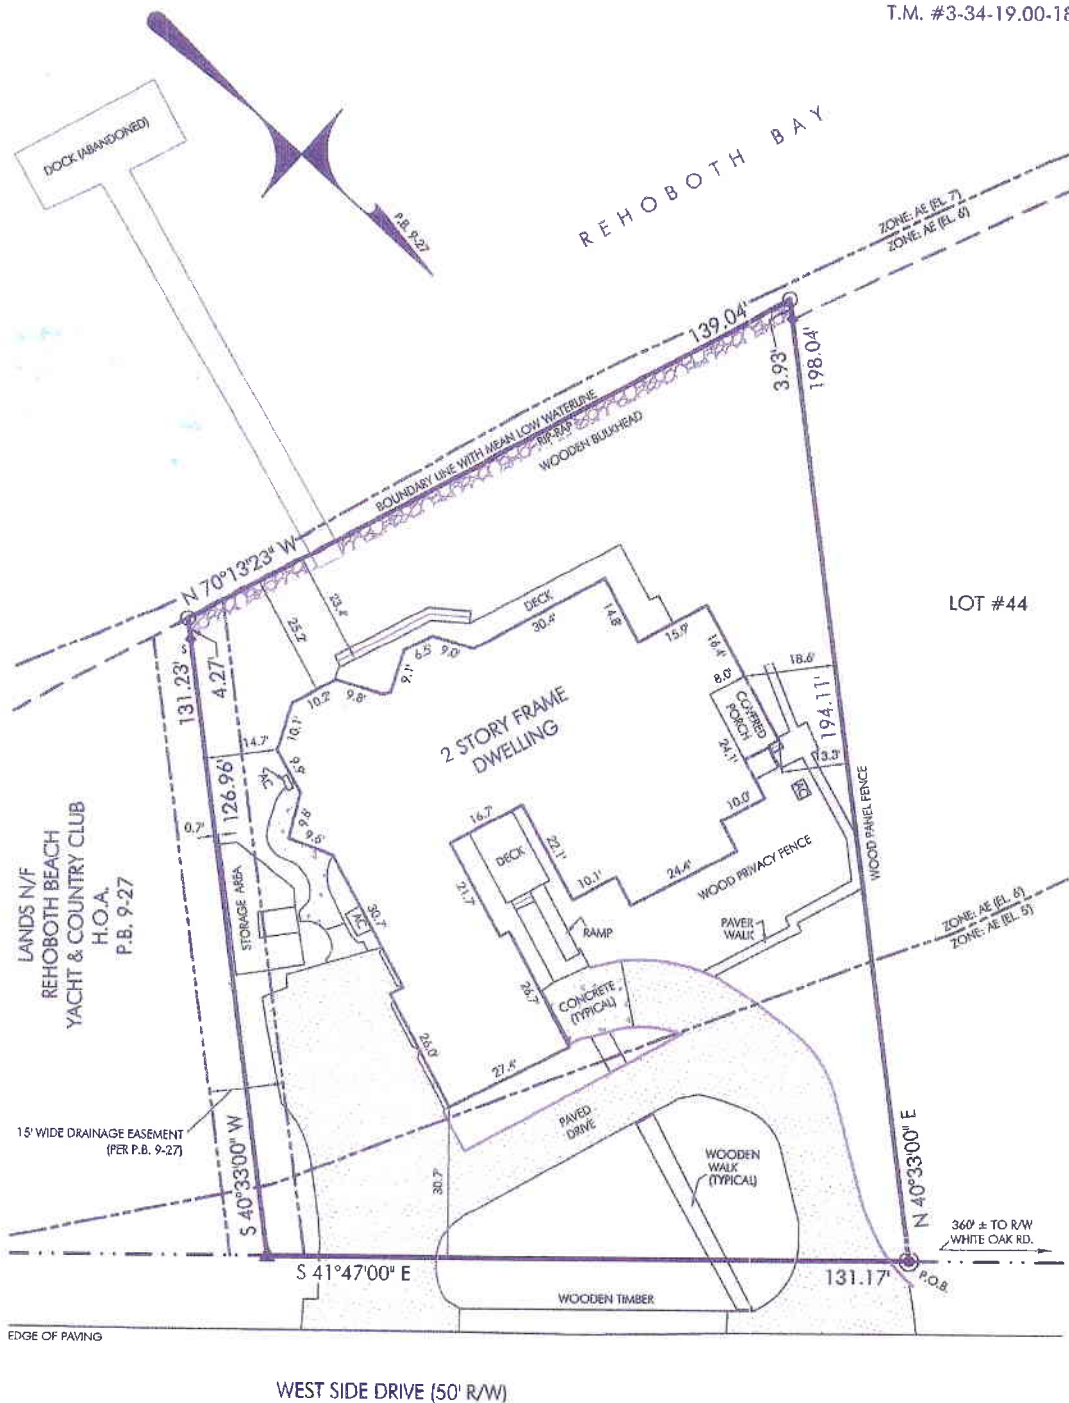 T.M. #3-34-19.00-18
DOCK (ABANDONED)
P.B. 9-27
REHOBOTH BAY
ZONE: AE (EL. 7')
ZONE: AE (EL. 6')
139.04'
3.93'
198.04'
BOUNDARY LINE WITH MEAN LOW WATERLINE
RIP-RAP
WOODEN BULKHEAD
N 70°13'23" W
LOT #44
23.4'
25.2'
DECK
30.4'
14.8'
15.9'
16.4'
18.6'
8.0'
COVERED
PORCH
194.11'
S
131.23'
4.27'
10.2'
9.8'
9.1'
6.5'
9.0'
10.1'
14.7'
9.9'
A/C
2 STORY FRAME
DWELLING
24.1'
3.3'
10.0'
AC
WOOD PANEL FENCE
126.96'
0.7'
9.8'
9.6'
16.7'
DECK
22.1'
10.1'
24.4'
WOOD PRIVACY FENCE
21.7'
LANDS N/F
REHOBOTH BEACH
YACHT & COUNTRY CLUB
H.O.A.
P.B. 9-27
STORAGE AREA
30.7'
AC
RAMP
PAVER
WALK
ZONE: AE (EL. 6')
ZONE: AE (EL. 5')
26.7'
CONCRETE
(TYPICAL)
26.0'
27.4'
PAVED
DRIVE
15' WIDE DRAINAGE EASEMENT
(PER P.B. 9-27)
S 40°33'00" W
30.7'
WOODEN
WALK
(TYPICAL)
N 40°33'00" E
360' ± TO R/W
WHITE OAK RD.
S 41°47'00" E
131.17'
P.O.B.
WOODEN TIMBER
EDGE OF PAVING
WEST SIDE DRIVE (50' R/W)